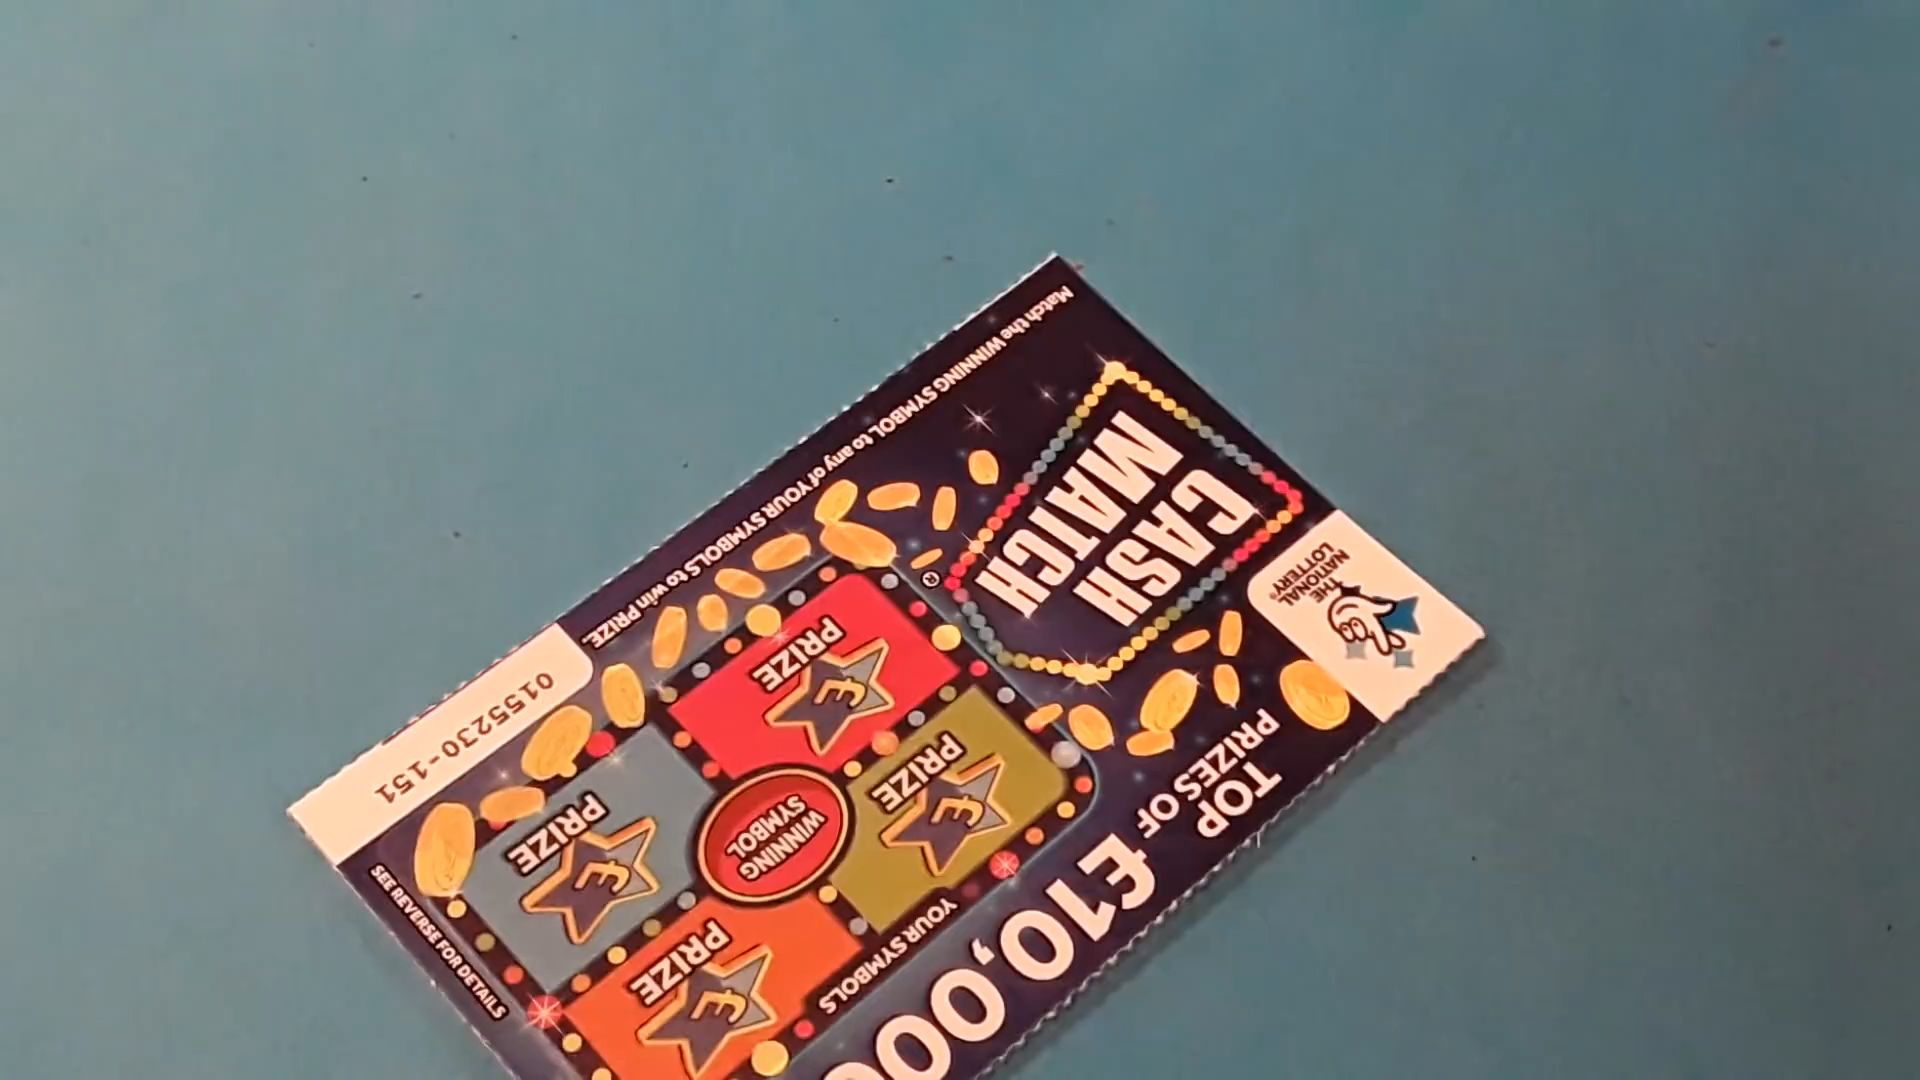 THE
NATIONAL
LOTTERY®
CASH
MATCH
®
TOP
PRIZES OF
£10,000
Match the WINNING SYMBOL to any of YOUR SYMBOLS to win PRIZE.
YOUR SYMBOLS
£
PRIZE
£
PRIZE
WINNING
SYMBOL
£
PRIZE
£
PRIZE
0155230-151
SEE REVERSE FOR DETAILS